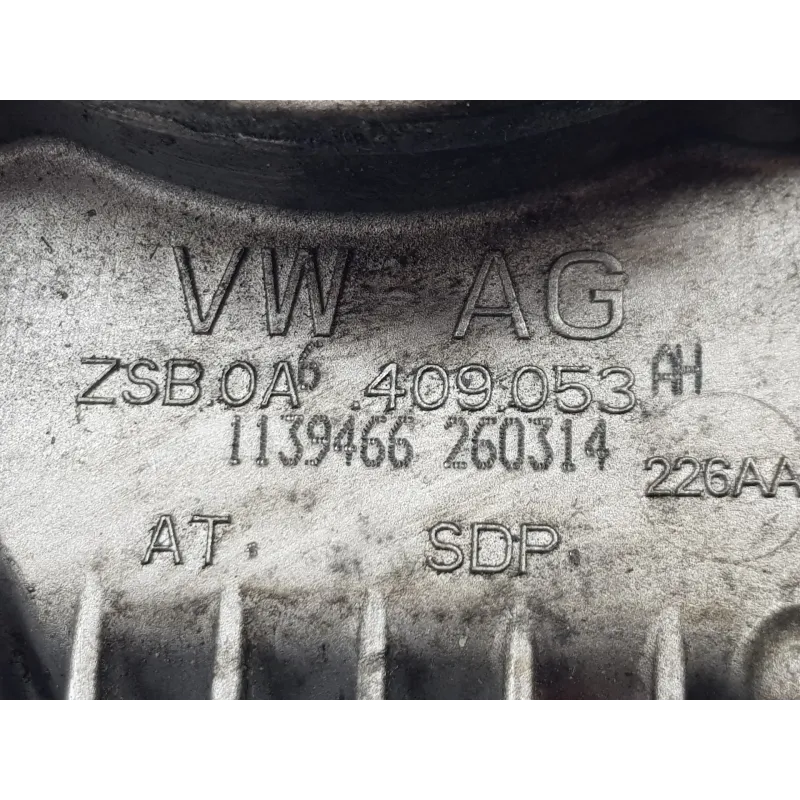 VW AG
ZSB.0A6 .409.053 AH
1139466 260314
226AA
AT. SDP